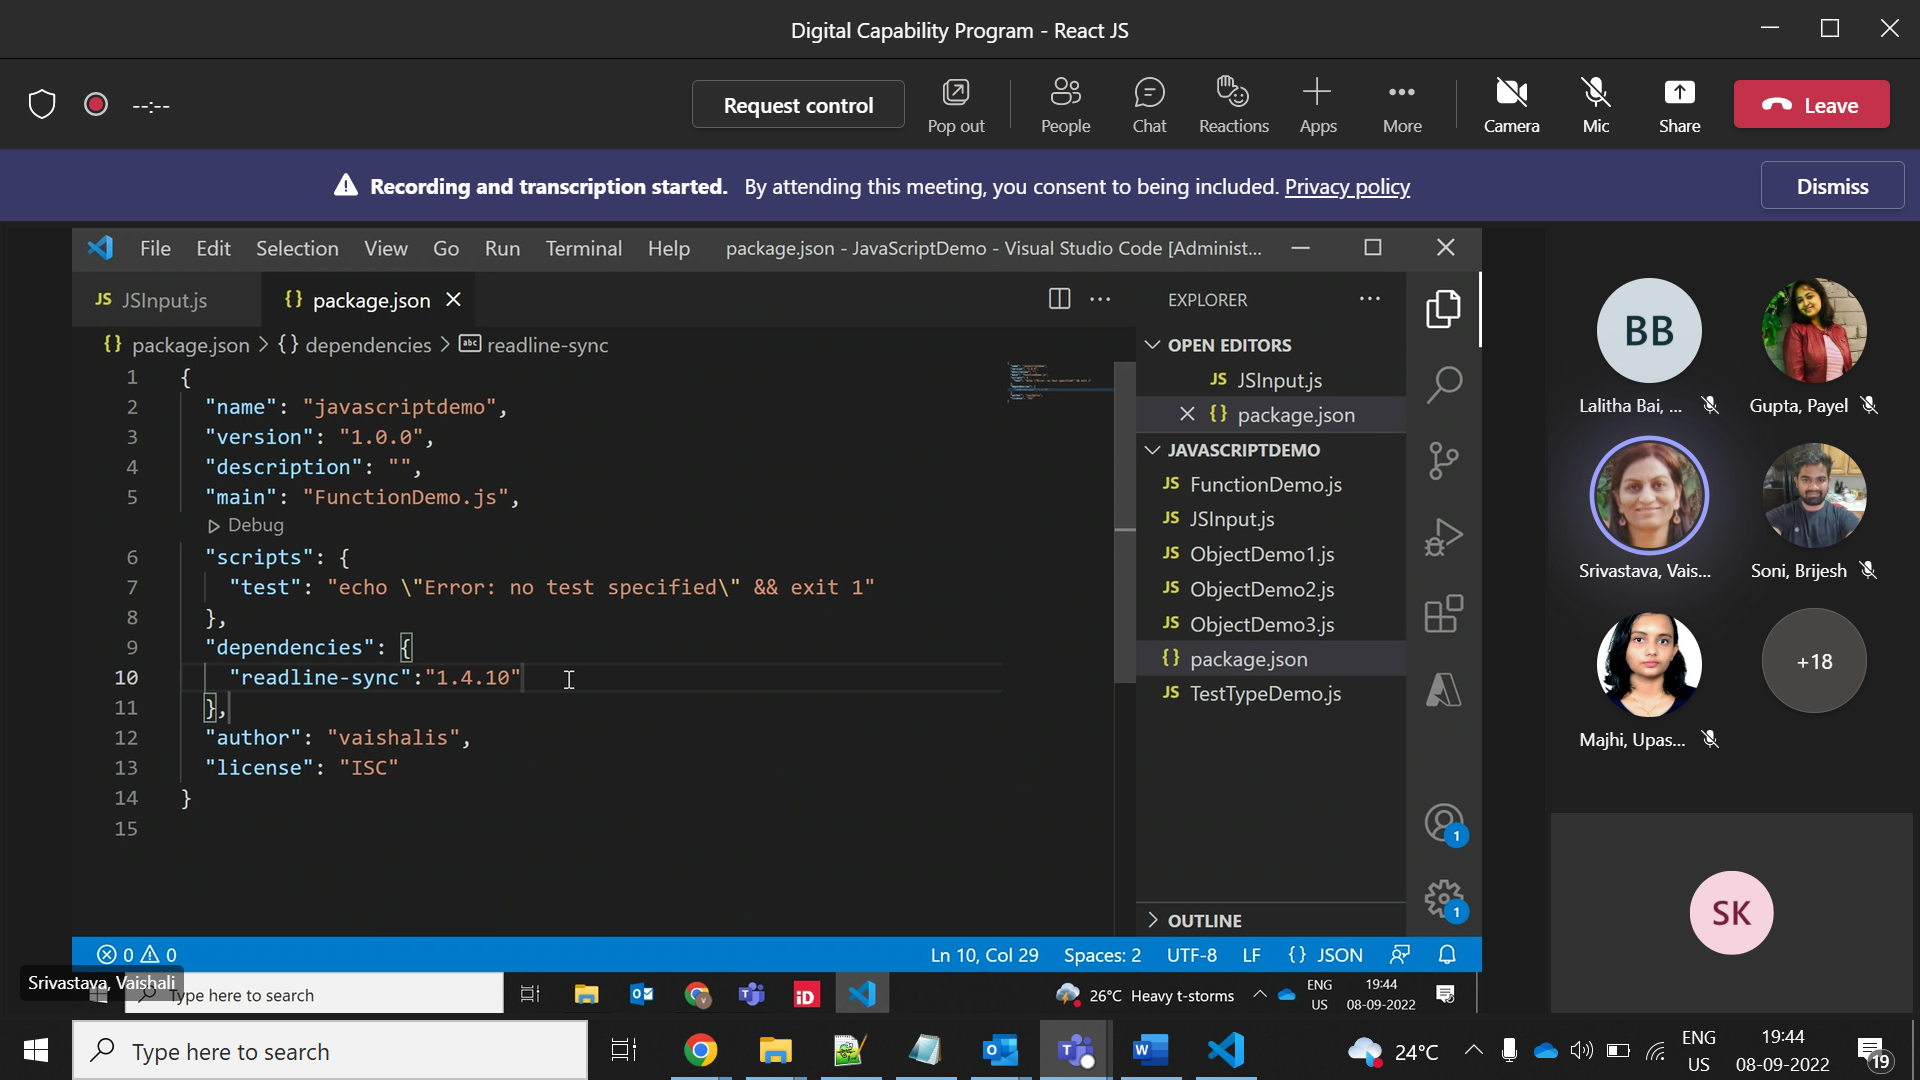 Digital Capability Program - React JS
--:--
Request control
Pop out
People
Chat
Reactions
Apps
More
Camera
Mic
Share
Leave
Recording and transcription started. By attending this meeting, you consent to being included. Privacy policy
Dismiss
File Edit Selection View Go Run Terminal Help package.json - JavaScriptDemo - Visual Studio Code [Administ...
JS JSInput.js
{} package.json
{} package.json > {} dependencies > abc readline-sync
1 {
2 "name": "javascriptdemo",
3 "version": "1.0.0",
4 "description": "",
5 "main": "FunctionDemo.js",
Debug
6 "scripts": {
7 "test": "echo \"Error: no test specified\" && exit 1"
8 },
9 "dependencies": {
10 "readline-sync":"1.4.10"
11 },
12 "author": "vaishalis",
13 "license": "ISC"
14 }
15
EXPLORER
OPEN EDITORS
JS JSInput.js
{} package.json
JAVASCRIPTDEMO
JS FunctionDemo.js
JS JSInput.js
JS ObjectDemo1.js
JS ObjectDemo2.js
JS ObjectDemo3.js
{} package.json
JS TestTypeDemo.js
OUTLINE
1
1
0 0
Ln 10, Col 29
Spaces: 2
UTF-8
LF
{} JSON
BB
Lalitha Bai, ...
Gupta, Payel
Srivastava, Vais...
Soni, Brijesh
Majhi, Upas...
+18
SK
Srivastava, Vaishali
Type here to search
iD
26°C Heavy t-storms
ENG
US
19:44
08-09-2022
Type here to search
24°C
ENG
US
19:44
08-09-2022
19